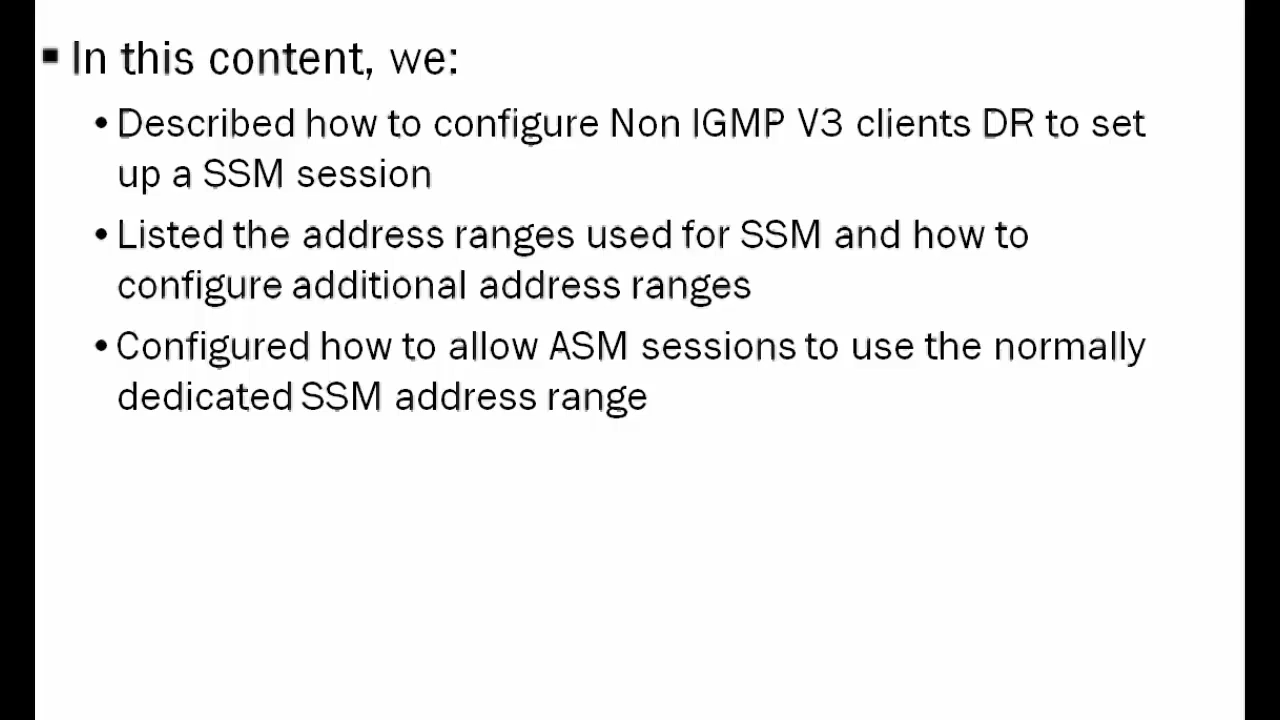 ▪ In this content, we:
• Described how to configure Non IGMP V3 clients DR to set
up a SSM session
• Listed the address ranges used for SSM and how to
configure additional address ranges
• Configured how to allow ASM sessions to use the normally
dedicated SSM address range